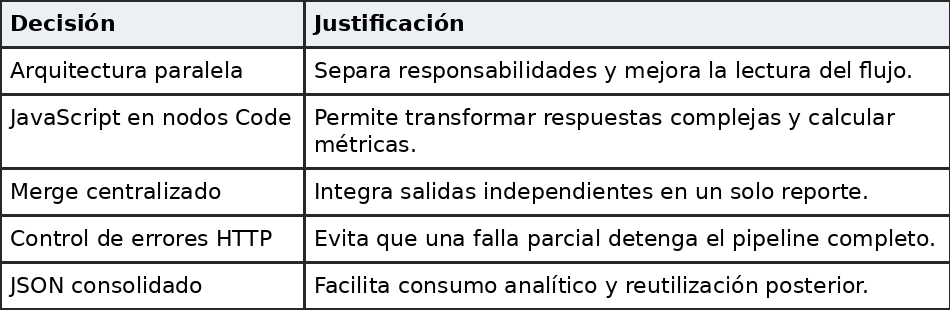 Decisión Justificación
Arquitectura paralela Separa responsabilidades y mejora la lectura del flujo.
JavaScript en nodos Code Permite transformar respuestas complejas y calcular
métricas.
Merge centralizado Integra salidas independientes en un solo reporte.
Control de errores HTTP Evita que una falla parcial detenga el pipeline completo.
JSON consolidado Facilita consumo analítico y reutilización posterior.